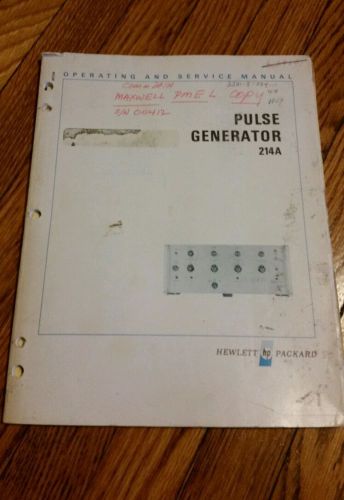 OPERATING AND SERVICE MANUAL
MAXWELL PMEL COPY
S/N 00412
PULSE
GENERATOR
214A
HEWLETT hp PACKARD